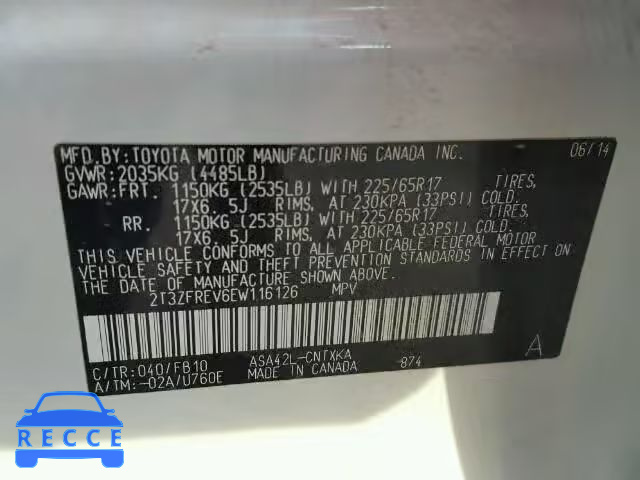 MFD.BY:TOYOTA MOTOR MANUFACTURING CANADA INC. 06/14
GVWR:2035KG (4485LB)
GAWR:FRT. 1150KG (2535LB) WITH 225/65R17 TIRES,
17X6.5J RIMS, AT 230KPA (33PSI) COLD.
RR. 1150KG (2535LB) WITH 225/65R17 TIRES,
17X6.5J RIMS, AT 230KPA (33PSI) COLD.
THIS VEHICLE CONFORMS TO ALL APPLICABLE FEDERAL MOTOR
VEHICLE SAFETY AND THEFT PREVENTION STANDARDS IN EFFECT ON
THE DATE OF MANUFACTURE SHOWN ABOVE.
2T3ZFREV6EW116126 MPV
C/TR:040/FB10 ASA42L-CNTXKA -874 A
A/TM:-02A/U760E MADE IN CANADA
AUTO
BID
MASTER